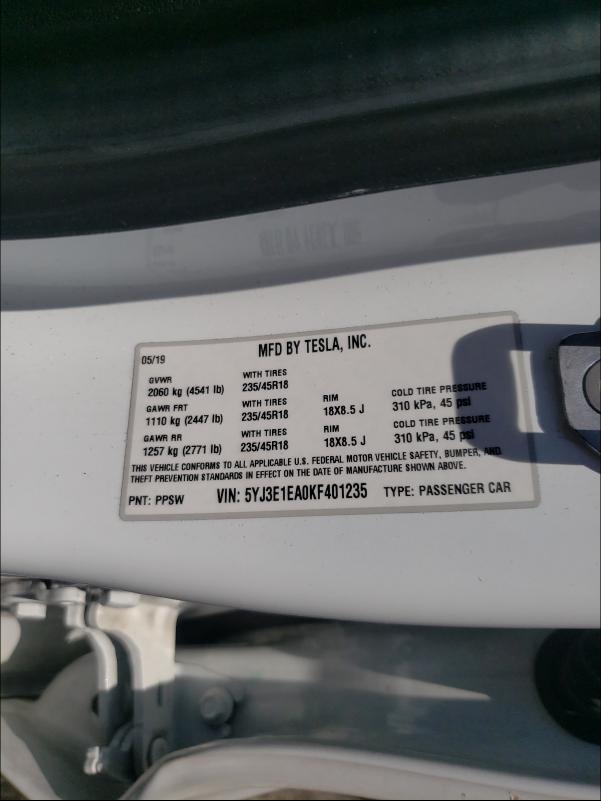 MFD BY TESLA, INC.
05/19
GVWR
2060 kg (4541 lb)
WITH TIRES
235/45R18
GAWR FRT
1110 kg (2447 lb)
WITH TIRES
235/45R18
RIM
18X8.5 J
COLD TIRE PRESSURE
310 kPa, 45 psi
GAWR RR
1257 kg (2771 lb)
WITH TIRES
235/45R18
RIM
18X8.5 J
COLD TIRE PRESSURE
310 kPa, 45 psi
THIS VEHICLE CONFORMS TO ALL APPLICABLE U.S. FEDERAL MOTOR VEHICLE SAFETY, BUMPER, AND
THEFT PREVENTION STANDARDS IN EFFECT ON THE DATE OF MANUFACTURE SHOWN ABOVE.
PNT: PPSW VIN: 5YJ3E1EA0KF401235 TYPE: PASSENGER CAR